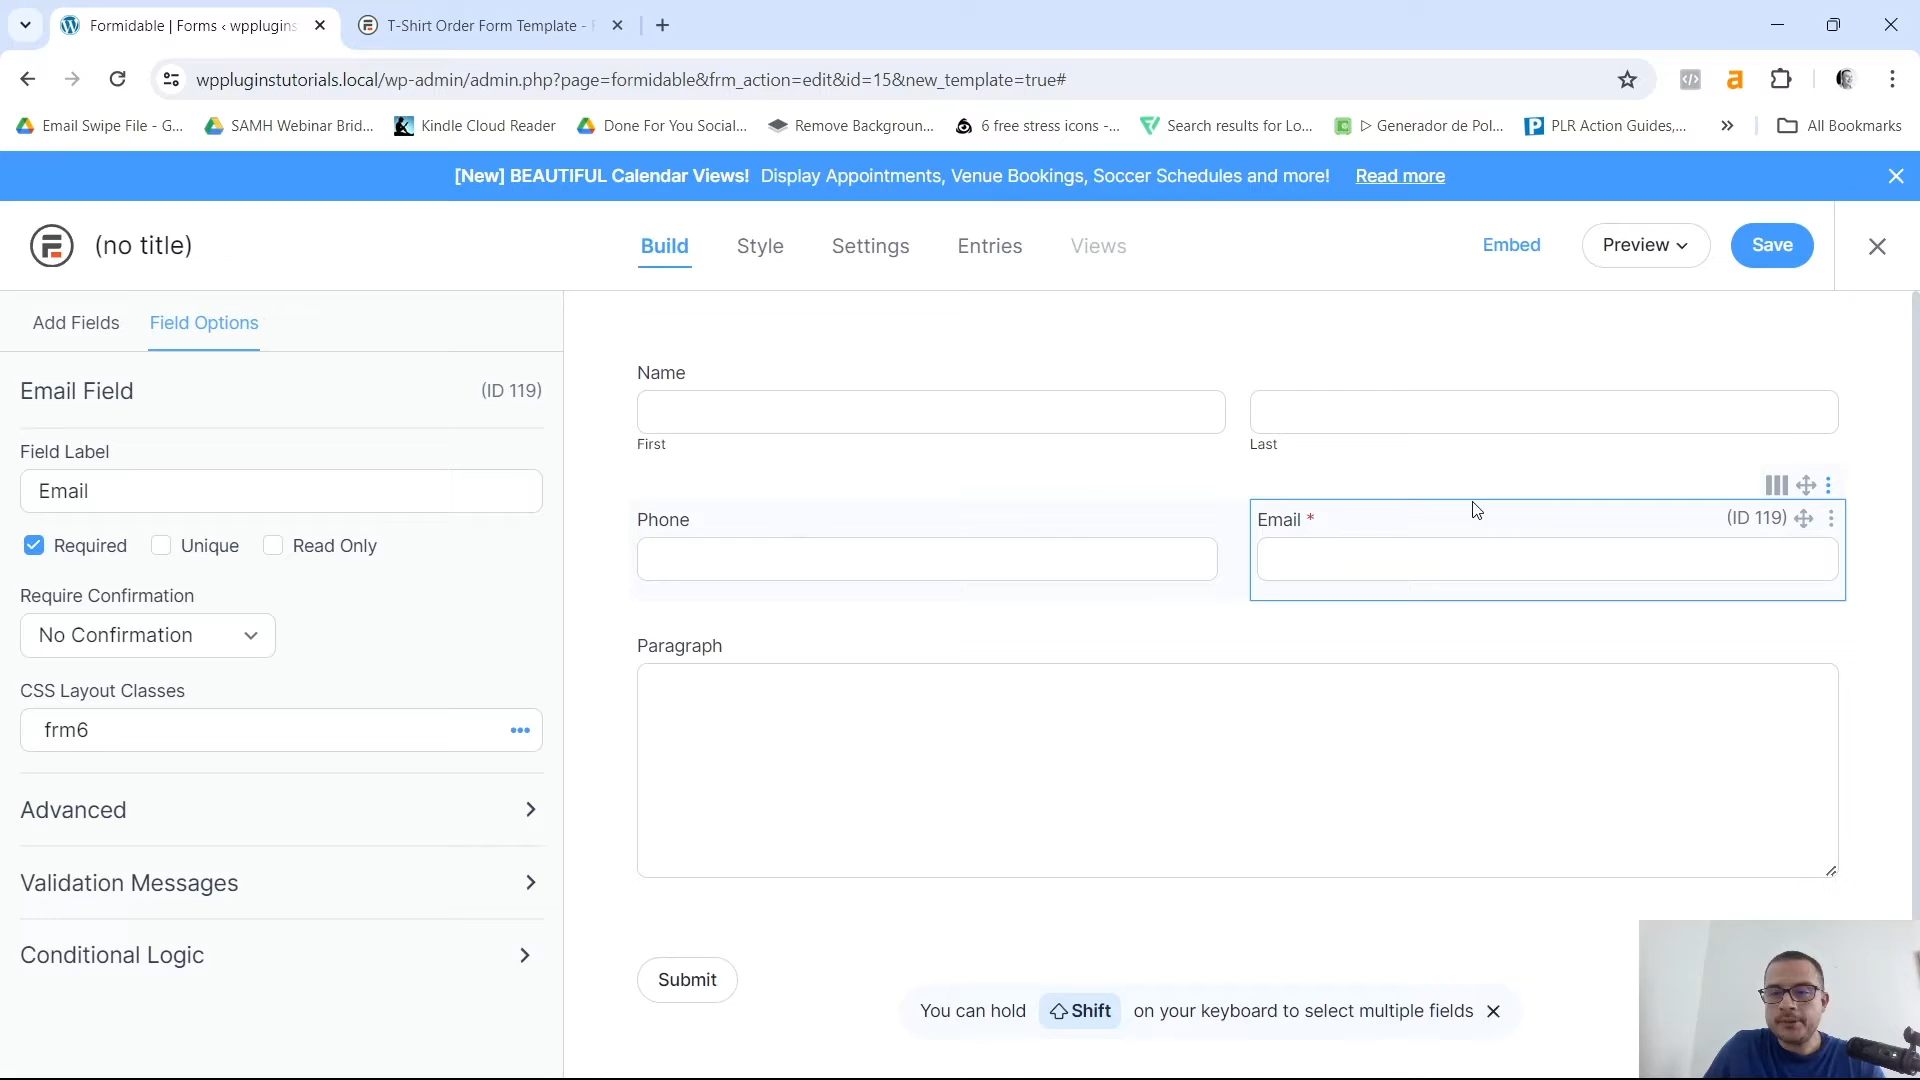 Formidable | Forms ‹ wpplugins
T-Shirt Order Form Template -
wppluginstutorials.local/wp-admin/admin.php?page=formidable&frm_action=edit&id=15&new_template=true#
Email Swipe File - G...
SAMH Webinar Brid...
Kindle Cloud Reader
Done For You Social...
Remove Backgroun...
6 free stress icons -...
Search results for Lo...
▷ Generador de Pol...
PLR Action Guides,...
All Bookmarks
[New] BEAUTIFUL Calendar Views! Display Appointments, Venue Bookings, Soccer Schedules and more! Read more
(no title)
Build
Style
Settings
Entries
Views
Embed
Preview
Save
Add Fields
Field Options
Email Field
(ID 119)
Field Label
Email
Required
Unique
Read Only
Require Confirmation
No Confirmation
CSS Layout Classes
frm6
Advanced
Validation Messages
Conditional Logic
Name
First
Last
Phone
Email *
(ID 119)
Paragraph
Submit
You can hold Shift on your keyboard to select multiple fields